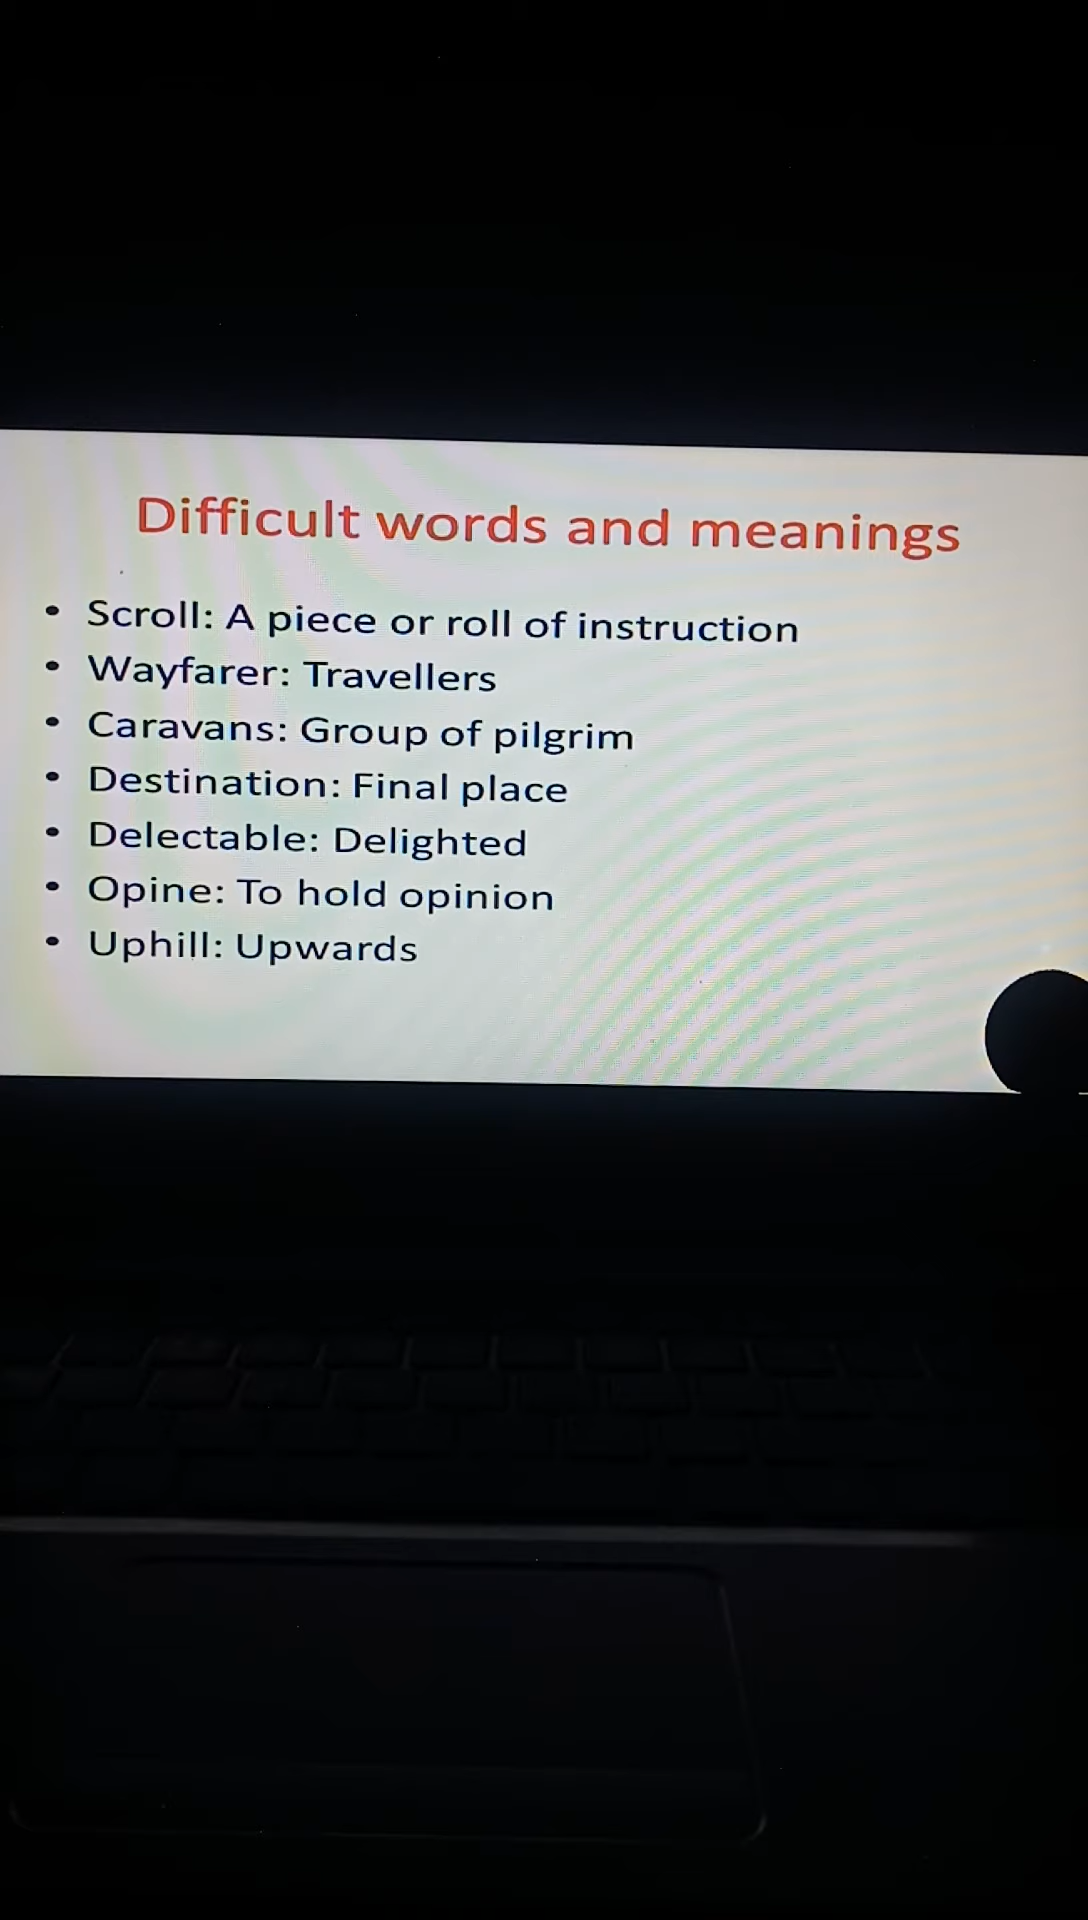 Difficult words and meanings
• Scroll: A piece or roll of instruction
• Wayfarer: Travellers
• Caravans: Group of pilgrim
• Destination: Final place
• Delectable: Delighted
• Opine: To hold opinion
• Uphill: Upwards